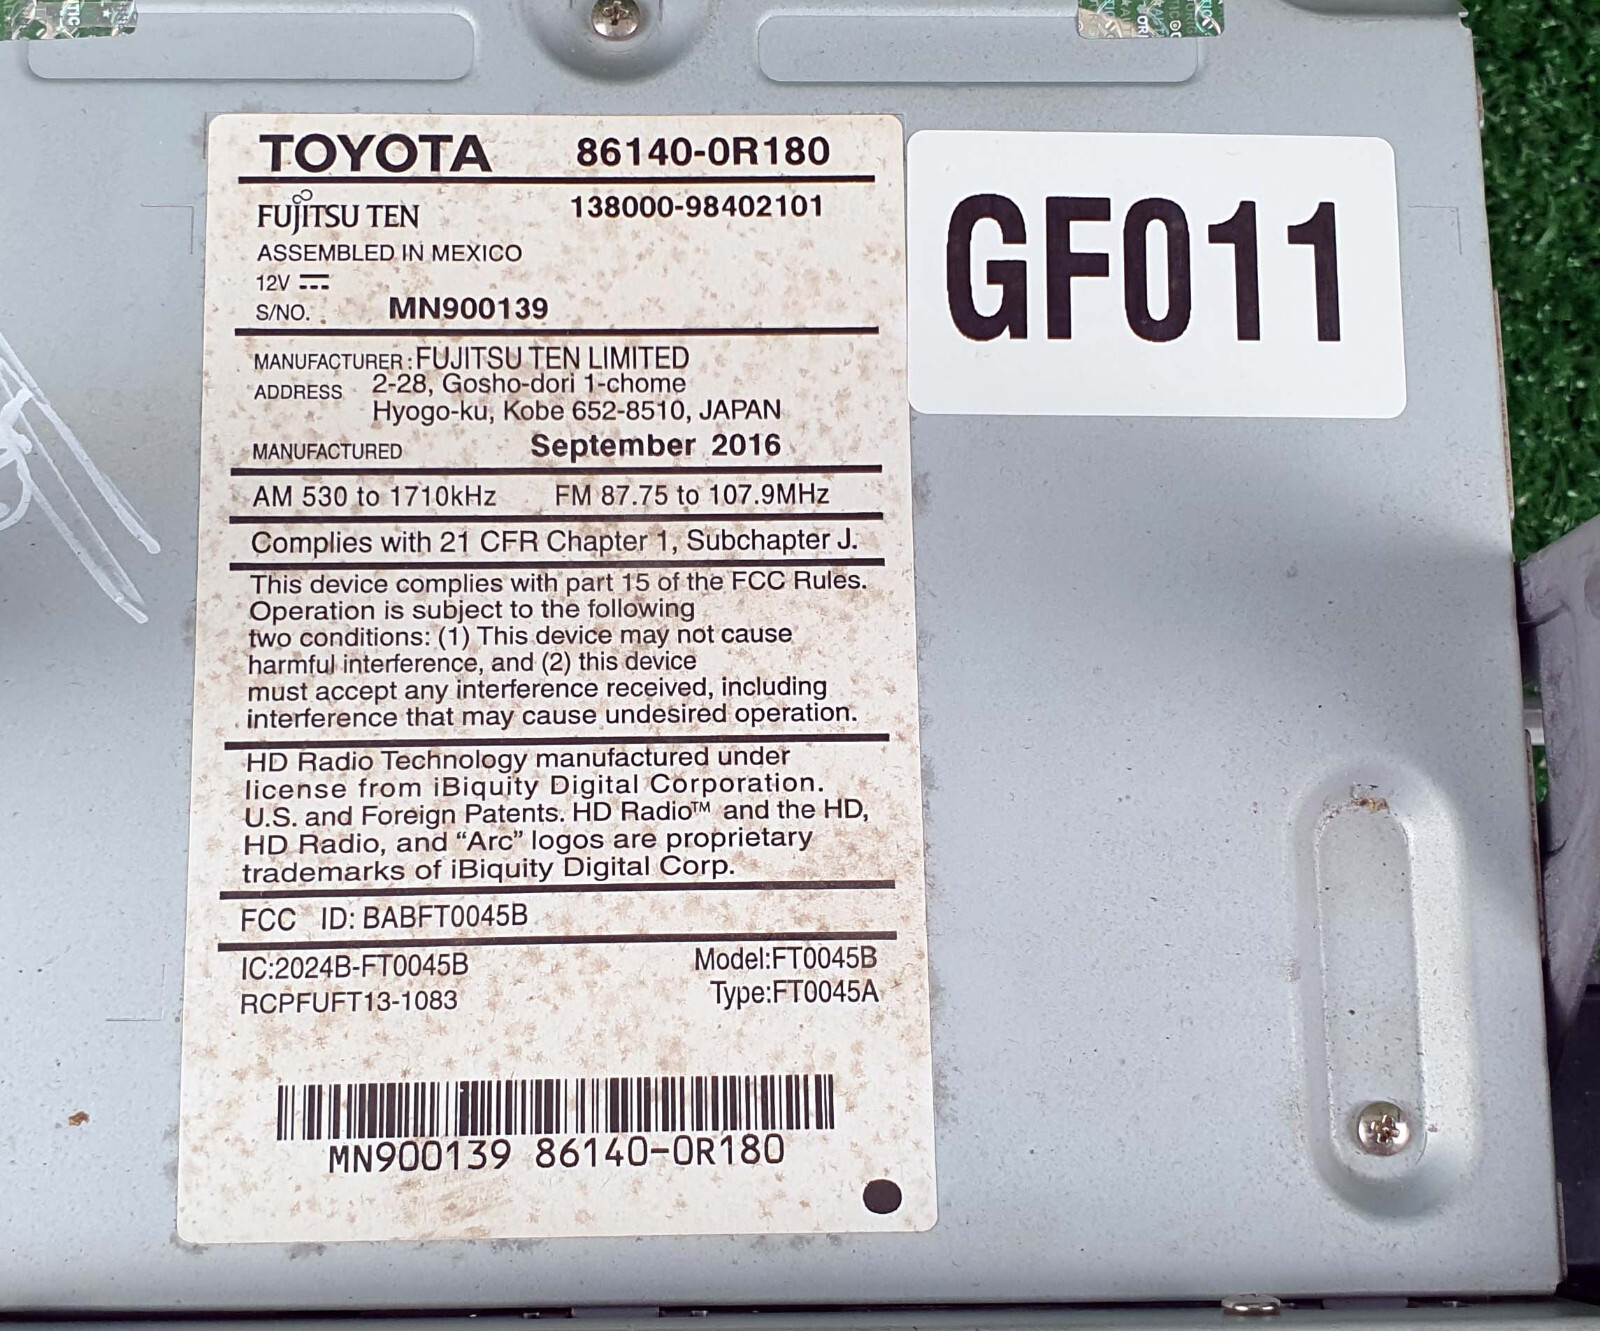 TOYOTA 86140-0R180
GF011
FUJITSU TEN 138000-98402101
ASSEMBLED IN MEXICO
12V
S/NO. MN900139
MANUFACTURER: FUJITSU TEN LIMITED
ADDRESS 2-28, Gosho-dori 1-chome
Hyogo-ku, Kobe 652-8510, JAPAN
MANUFACTURED September 2016
AM 530 to 1710kHz FM 87.75 to 107.9MHz
Complies with 21 CFR Chapter 1, Subchapter J.
This device complies with part 15 of the FCC Rules.
Operation is subject to the following
two conditions: (1) This device may not cause
harmful interference, and (2) this device
must accept any interference received, including
interference that may cause undesired operation.
HD Radio Technology manufactured under
license from iBiquity Digital Corporation.
U.S. and Foreign Patents. HD Radio™ and the HD,
HD Radio, and “Arc” logos are proprietary
trademarks of iBiquity Digital Corp.
FCC ID: BABFT0045B
IC:2024B-FT0045B Model:FT0045B
RCPFUFT13-1083 Type:FT0045A
MN900139 86140-0R180